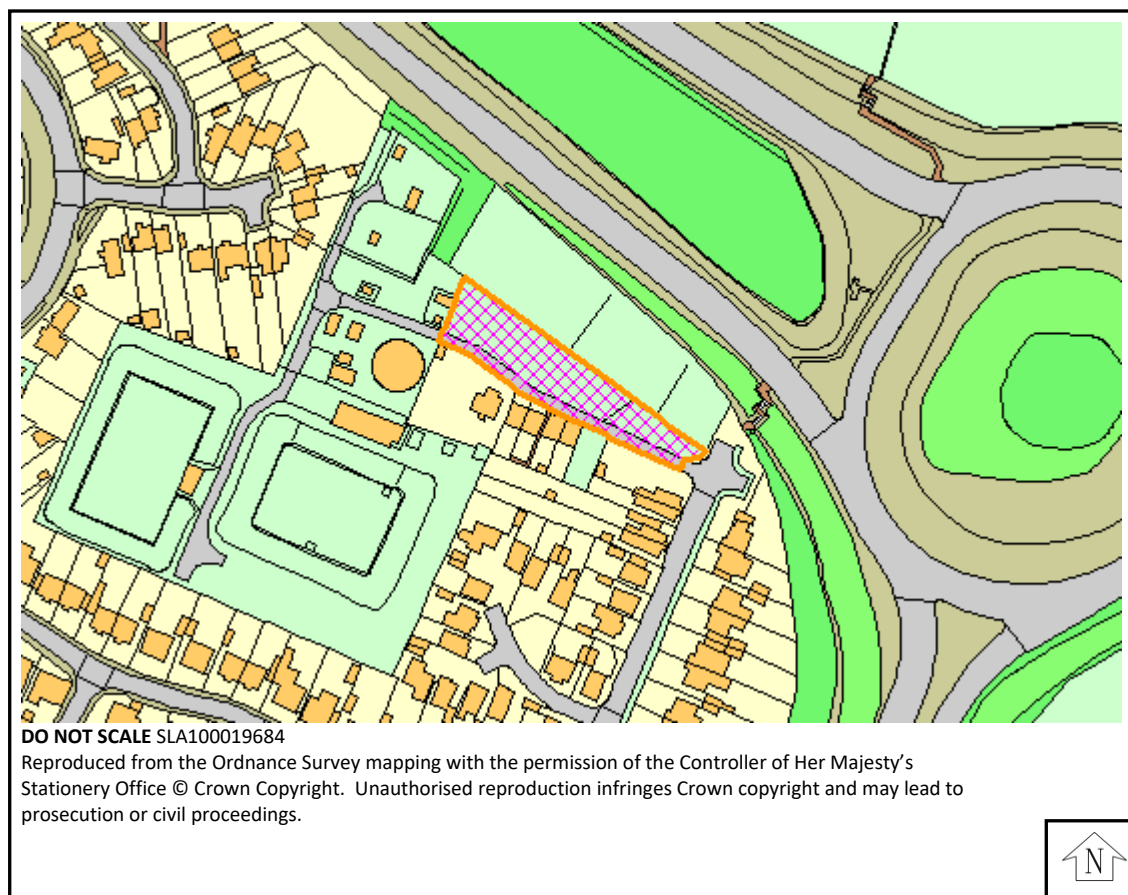 DO NOT SCALE SLA100019684
Reproduced from the Ordnance Survey mapping with the permission of the Controller of Her Majesty’s
Stationery Office © Crown Copyright.  Unauthorised reproduction infringes Crown copyright and may lead to
prosecution or civil proceedings.
N